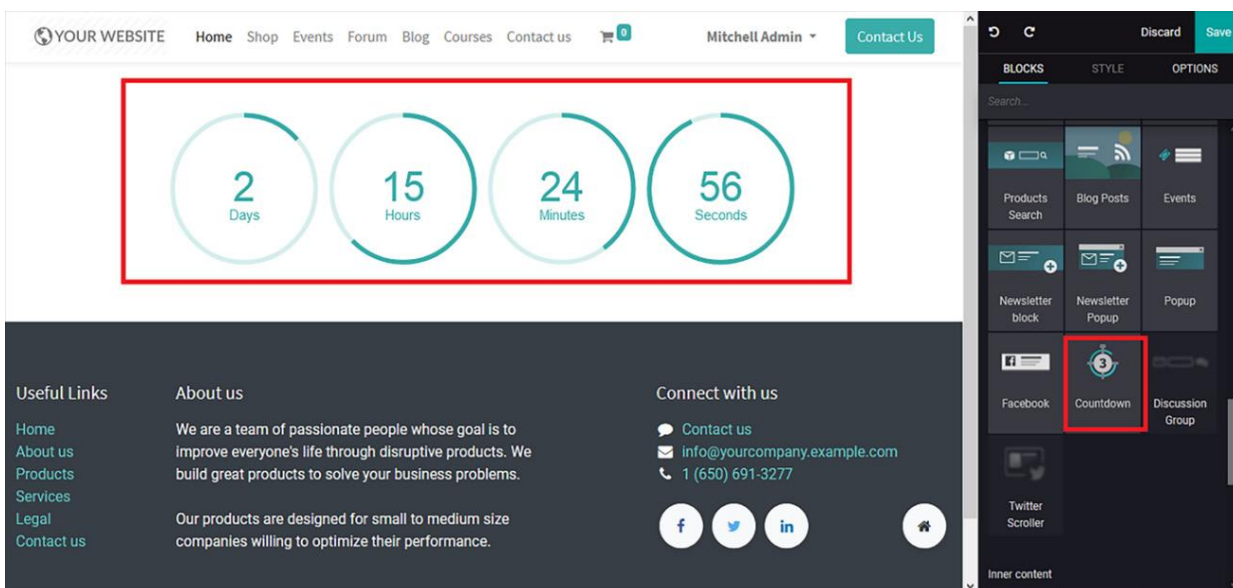 YOUR WEBSITE
Home Shop Events Forum Blog Courses Contact us 0 Mitchell Admin Contact Us
2
Days
15
Hours
24
Minutes
56
Seconds
Useful Links
Home
About us
Products
Services
Legal
Contact us
About us
We are a team of passionate people whose goal is to
improve everyone's life through disruptive products. We
build great products to solve your business problems.
Our products are designed for small to medium size
companies willing to optimize their performance.
Connect with us
Contact us
info@yourcompany.example.com
1 (650) 691-3277
Discard Save
BLOCKS STYLE OPTIONS
Search...
Products
Search
Blog Posts
Events
Newsletter
block
Newsletter
Popup
Popup
Facebook
3
Countdown
Discussion
Group
Twitter
Scroller
Inner content